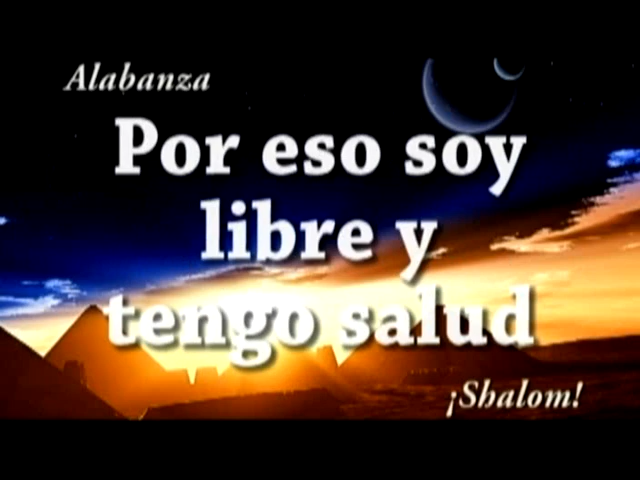 Alabanza
Por eso soy
libre y
tengo salud
¡Shalom!